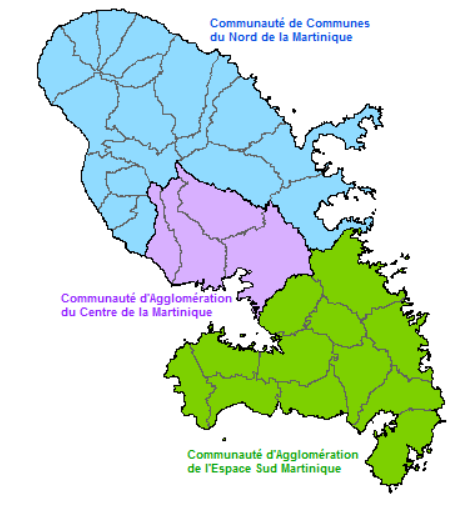 Communauté de Communes
du Nord de la Martinique
Communauté d'Agglomération
du Centre de la Martinique
Communauté d'Agglomération
de l'Espace Sud Martinique